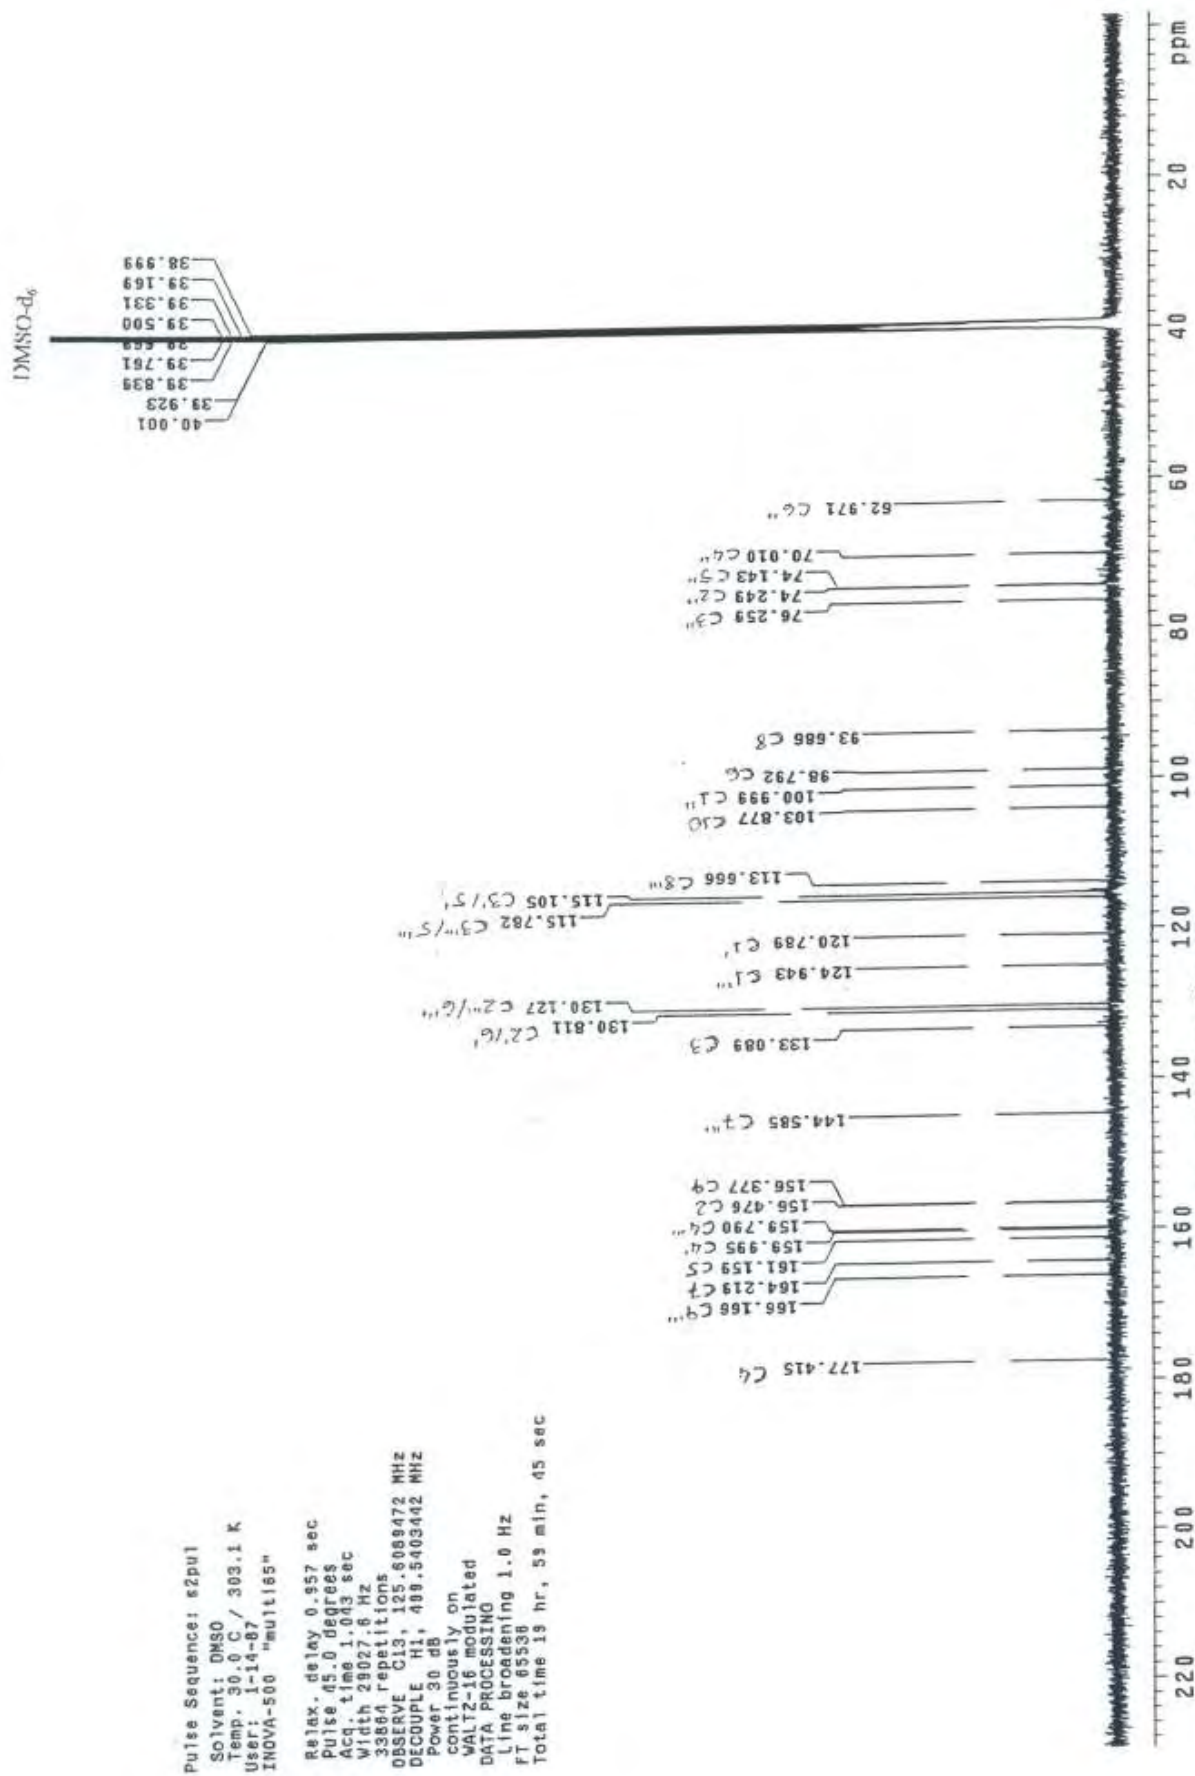 Pulse Sequence: s2pul
Solvent: DMSO
Temp. 30.0 C / 303.1 K
User: 1-14-87
INOVA-500 "multi65"
Relax. delay 0.957 sec
Pulse 45.0 degrees
Acq. time 1.043 sec
Width 29027.6 Hz
33864 repetitions
OBSERVE C13, 125.6089472 MHz
DECOUPLE H1, 499.5403442 MHz
Power 30 dB
continuously on
WALTZ-16 modulated
DATA PROCESSING
Line broadening 1.0 Hz
FT size 65536
Total time 19 hr, 59 min, 45 sec
DMSO-d₆
177.415 C4
166.166 C9'''
164.219 C7
161.159 C5
159.995 C4'
159.790 C4'''
156.476 C2
156.377 C9
144.585 C7'''
133.089 C3
130.811 C2'/6'
130.127 C2'''/6'''
124.943 C1'''
120.789 C1'
115.782 C3'''/5'''
115.105 C3'/5'
113.666 C8'''
103.877 C10
100.999 C1''
98.792 C6
93.686 C8
76.259 C3''
74.249 C2''
74.143 C5''
70.010 C4''
62.971 C6''
40.001
39.923
39.839
39.761
39.669
39.500
39.331
39.169
38.999
220 200 180 160 140 120 100 80 60 40 20 ppm